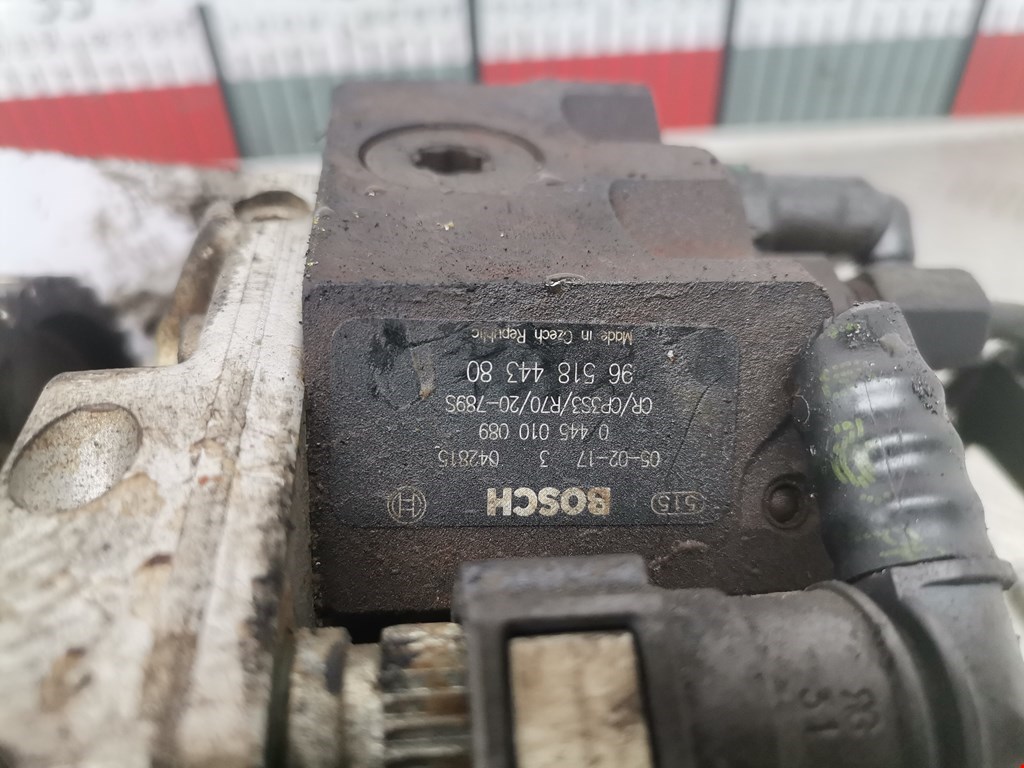 515 BOSCH H
05-02-17 3 042815
0 445 010 089
CR/CP3S3/R70/20-789S
96 518 443 80
Made in Czech Republic